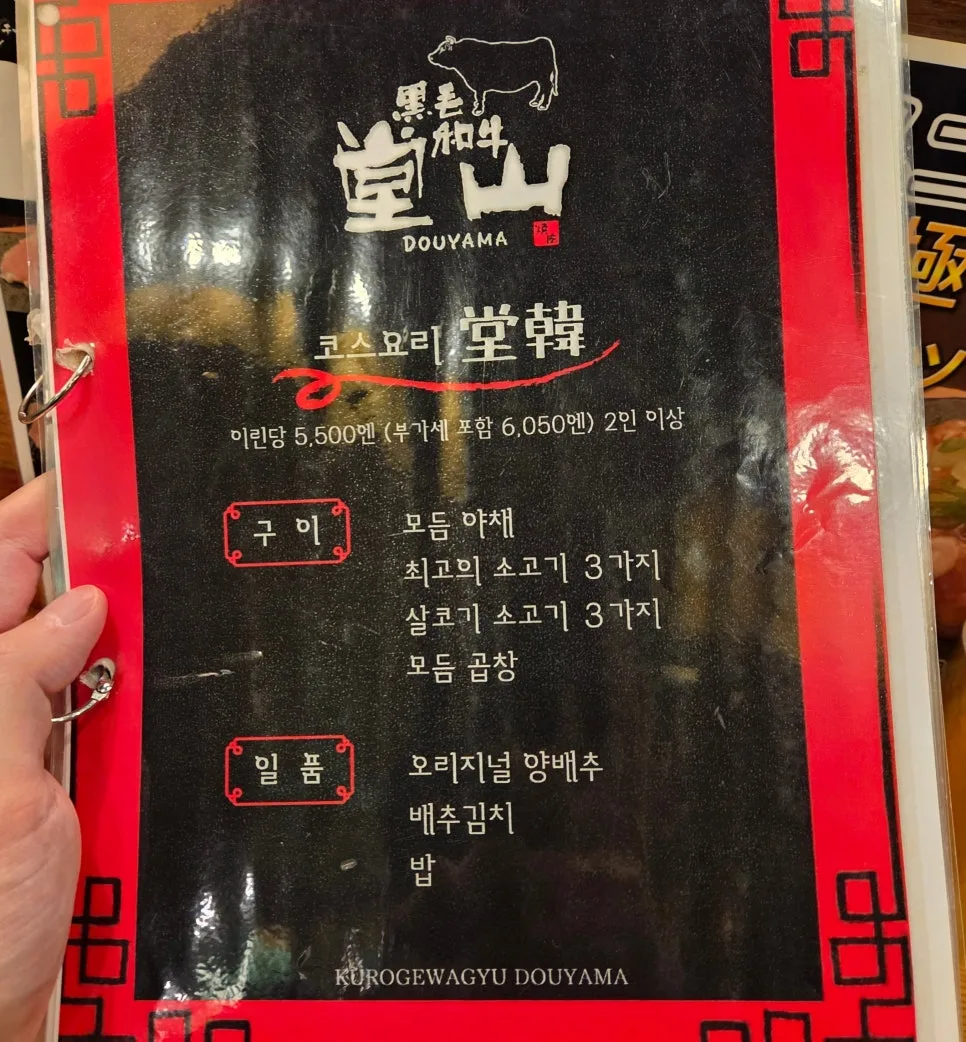 黒毛
和牛
堂山
DOUYAMA
코스요리 堂韓
이린당 5,500엔 (부가세 포함 6,050엔) 2인 이상
구 이
모듬 야채
최고의 소고기 3가지
살코기 소고기 3가지
모듬 곱창
일 품
오리지널 양배추
배추김치
밥
KUROGEWAGYU DOUYAMA
極